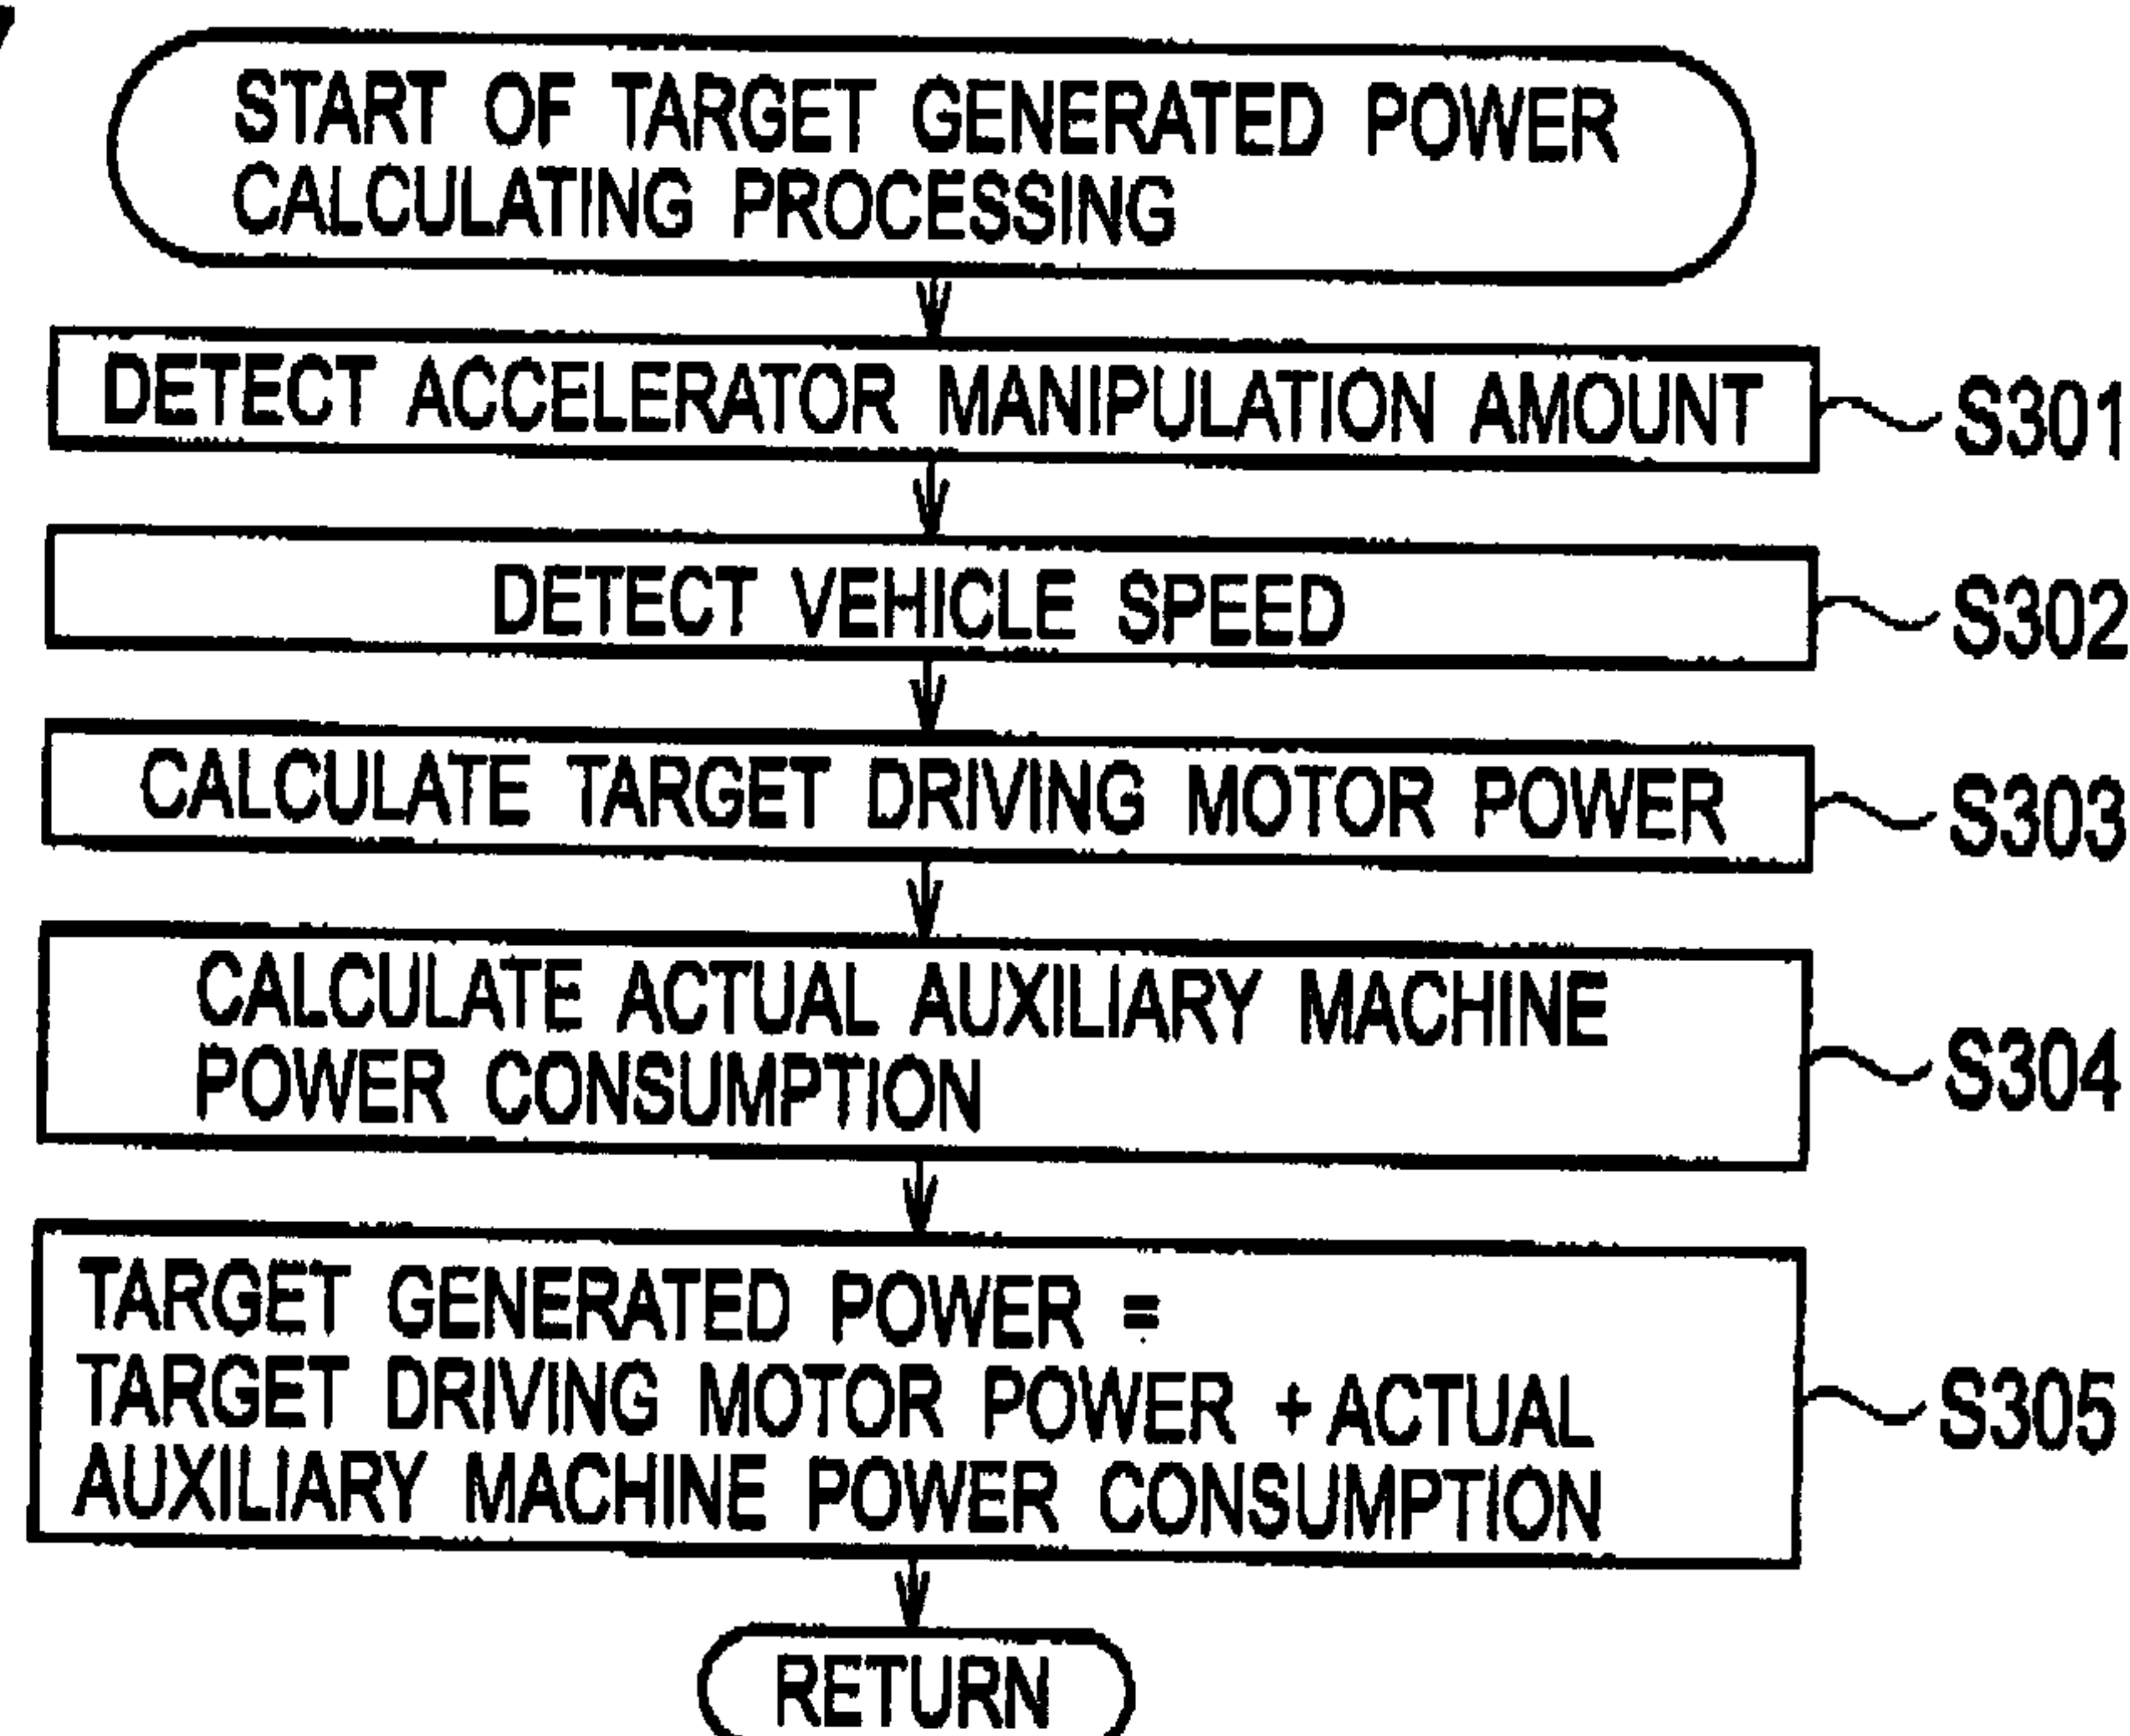 START OF TARGET GENERATED POWER
CALCULATING PROCESSING
DETECT ACCELERATOR MANIPULATION AMOUNT
S301
DETECT VEHICLE SPEED
S302
CALCULATE TARGET DRIVING MOTOR POWER
S303
CALCULATE ACTUAL AUXILIARY MACHINE
POWER CONSUMPTION
S304
TARGET GENERATED POWER =
TARGET DRIVING MOTOR POWER + ACTUAL
AUXILIARY MACHINE POWER CONSUMPTION
S305
RETURN